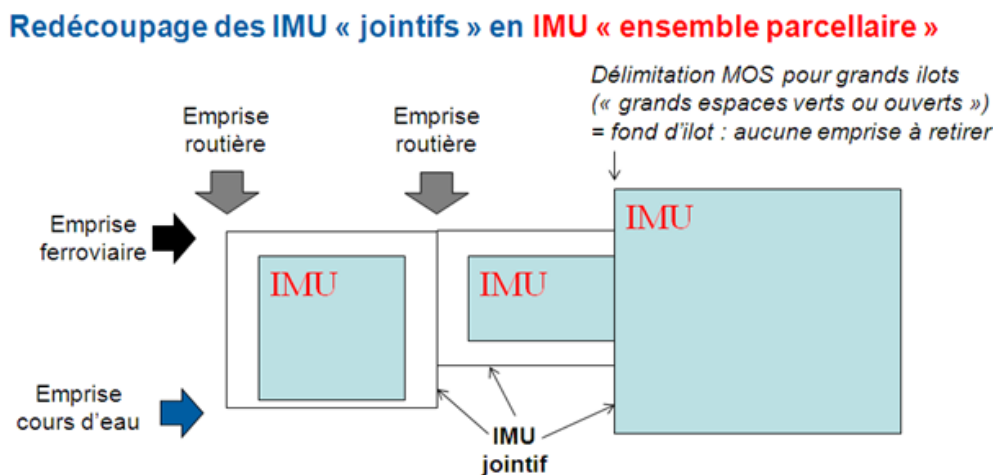 Redécoupage des IMU « jointifs » en IMU « ensemble parcellaire »
Délimitation MOS pour grands ilots
(« grands espaces verts ou ouverts »)
= fond d'ilot : aucune emprise à retirer
Emprise
routière
Emprise
routière
Emprise
ferroviaire
IMU
IMU
IMU
Emprise
cours d'eau
IMU
jointif